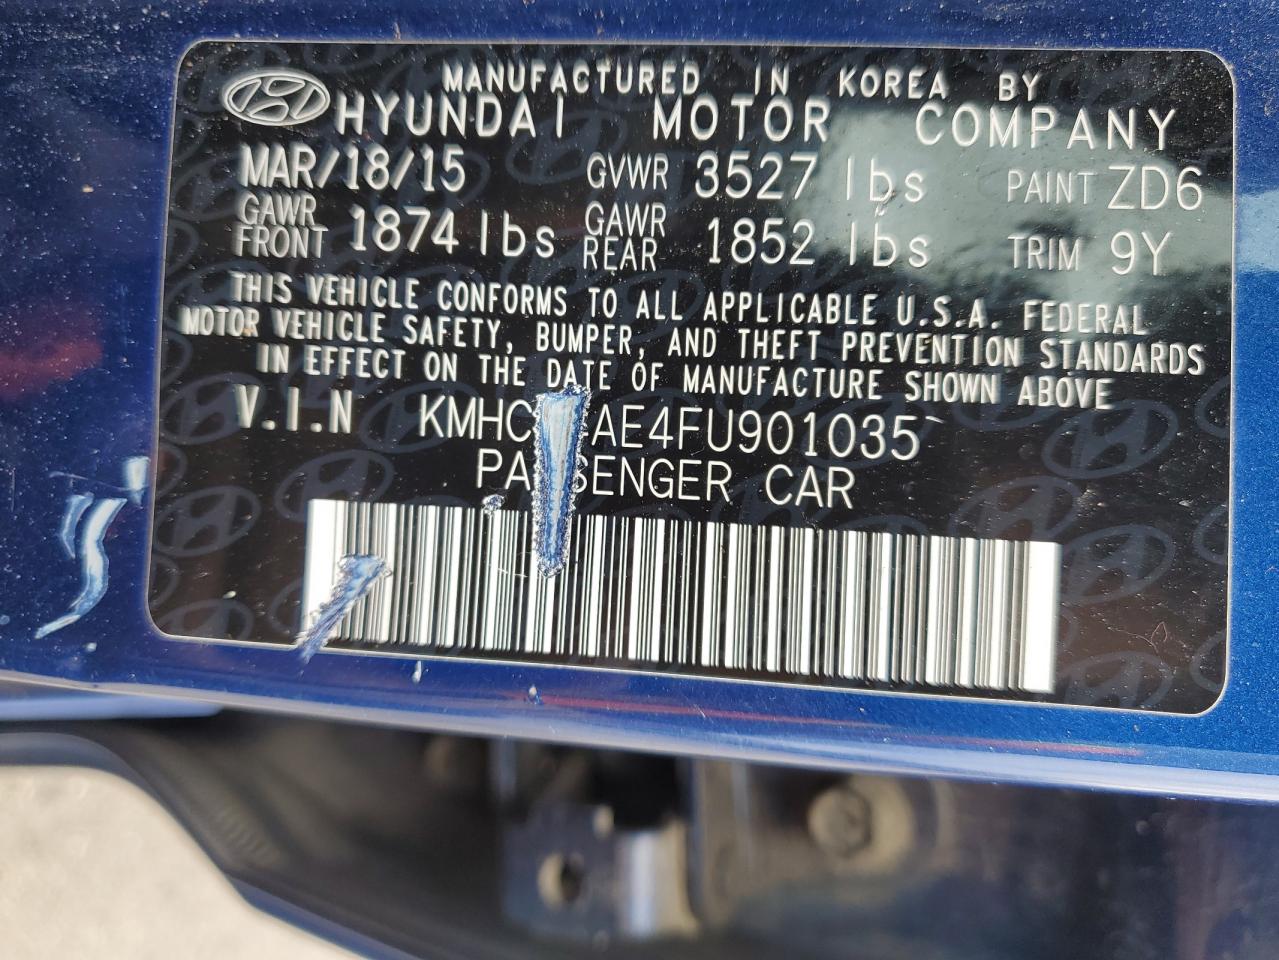 MANUFACTURED IN KOREA BY
HYUNDAI MOTOR COMPANY
MAR/18/15 GVWR 3527 lbs PAINT ZD6
GAWR FRONT 1874 lbs GAWR REAR 1852 lbs TRIM 9Y
THIS VEHICLE CONFORMS TO ALL APPLICABLE U.S.A. FEDERAL
MOTOR VEHICLE SAFETY, BUMPER, AND THEFT PREVENTION STANDARDS
IN EFFECT ON THE DATE OF MANUFACTURE SHOWN ABOVE
V.I.N
PASSENGER CAR